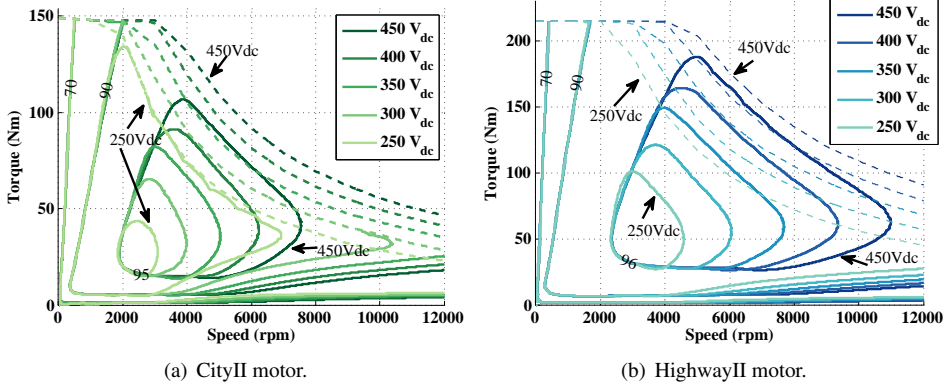 150
100
50
0
Torque (Nm)
0 2000 4000 6000 8000 10000 12000
Speed (rpm)
70
90
95
450Vdc
250Vdc
450Vdc
450 Vdc
400 Vdc
350 Vdc
300 Vdc
250 Vdc
(a) CityII motor.
200
150
100
50
0
Torque (Nm)
0 2000 4000 6000 8000 10000 12000
Speed (rpm)
70
90
96
450Vdc
250Vdc
250Vdc
450Vdc
450 Vdc
400 Vdc
350 Vdc
300 Vdc
250 Vdc
(b) HighwayII motor.